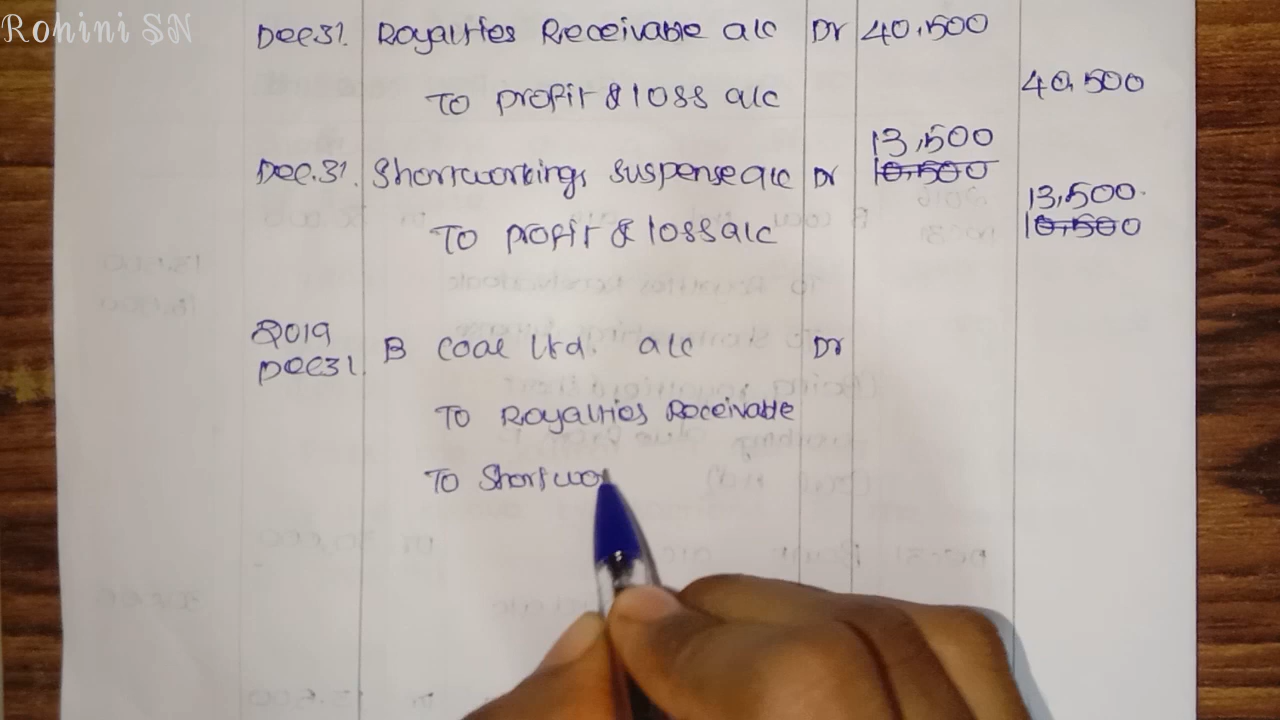 Rohini SN
Dec31. Royalties Receivable a/c Dr 40,500
To profit & loss a/c 40,500
13,500
Dec.31. Shortworkings suspense a/c Dr 10,500
13,500
To profit & loss a/c 10,500
2019
Dec31. B coal Ltd. a/c Dr
To Royalties Receivable
To Shortwo